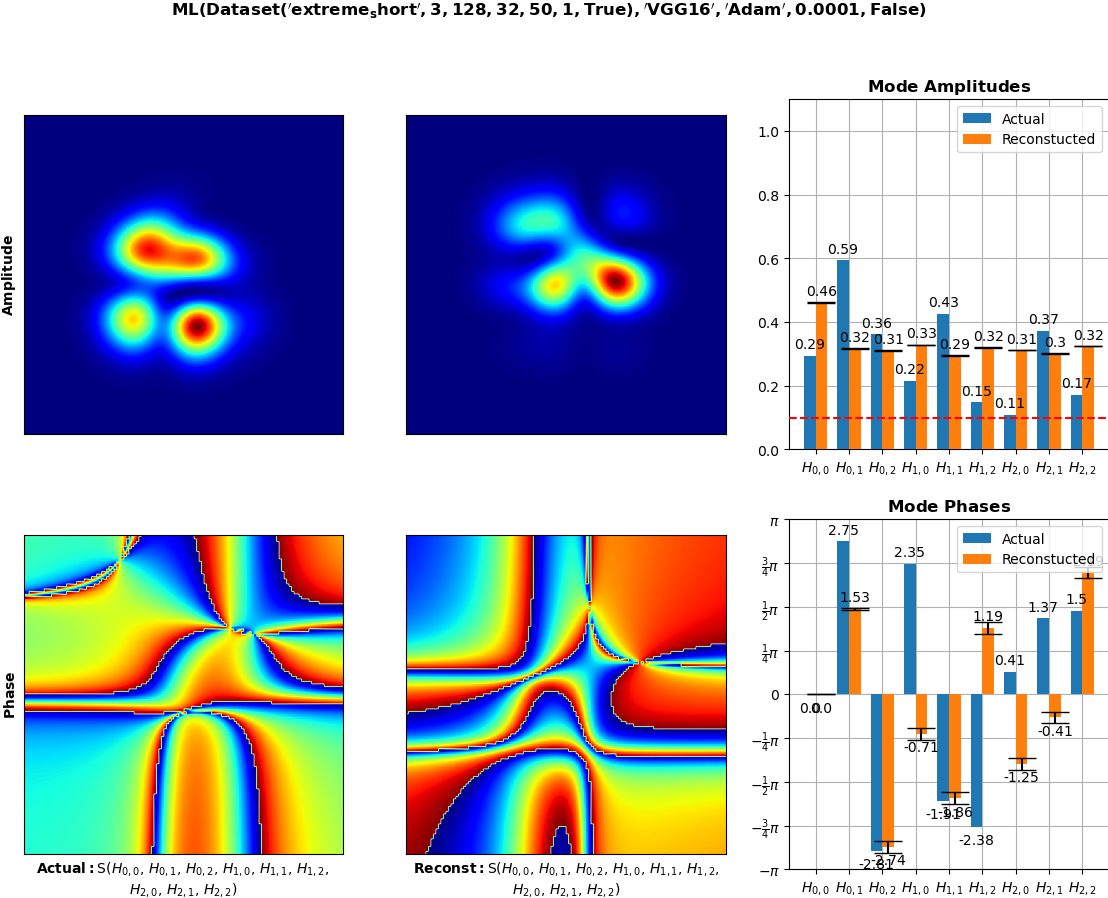 ML(Dataset('extreme_short', 3, 128, 32, 50, 1, True), 'VGG16', 'Adam', 0.0001, False)
Amplitude
Mode Amplitudes
Actual
Reconstucted
1.0
0.8
0.6
0.4
0.2
0.0
0.29
0.46
0.59
0.32
0.36
0.31
0.22
0.33
0.43
0.29
0.15
0.32
0.11
0.31
0.37
0.3
0.17
0.32
H0,0 H0,1 H0,2 H1,0 H1,1 H1,2 H2,0 H2,1 H2,2
Phase
Mode Phases
Actual
Reconstucted
π
3/4π
1/2π
1/4π
0
−1/4π
−1/2π
−3/4π
−π
0.0
0.0
2.75
1.53
-2.81
-2.74
2.35
-0.71
-1.91
-1.86
-2.38
1.19
0.41
-1.25
1.37
-0.41
1.5
H0,0 H0,1 H0,2 H1,0 H1,1 H1,2 H2,0 H2,1 H2,2
Actual: S(H0,0, H0,1, H0,2, H1,0, H1,1, H1,2,
H2,0, H2,1, H2,2)
Reconst: S(H0,0, H0,1, H0,2, H1,0, H1,1, H1,2,
H2,0, H2,1, H2,2)